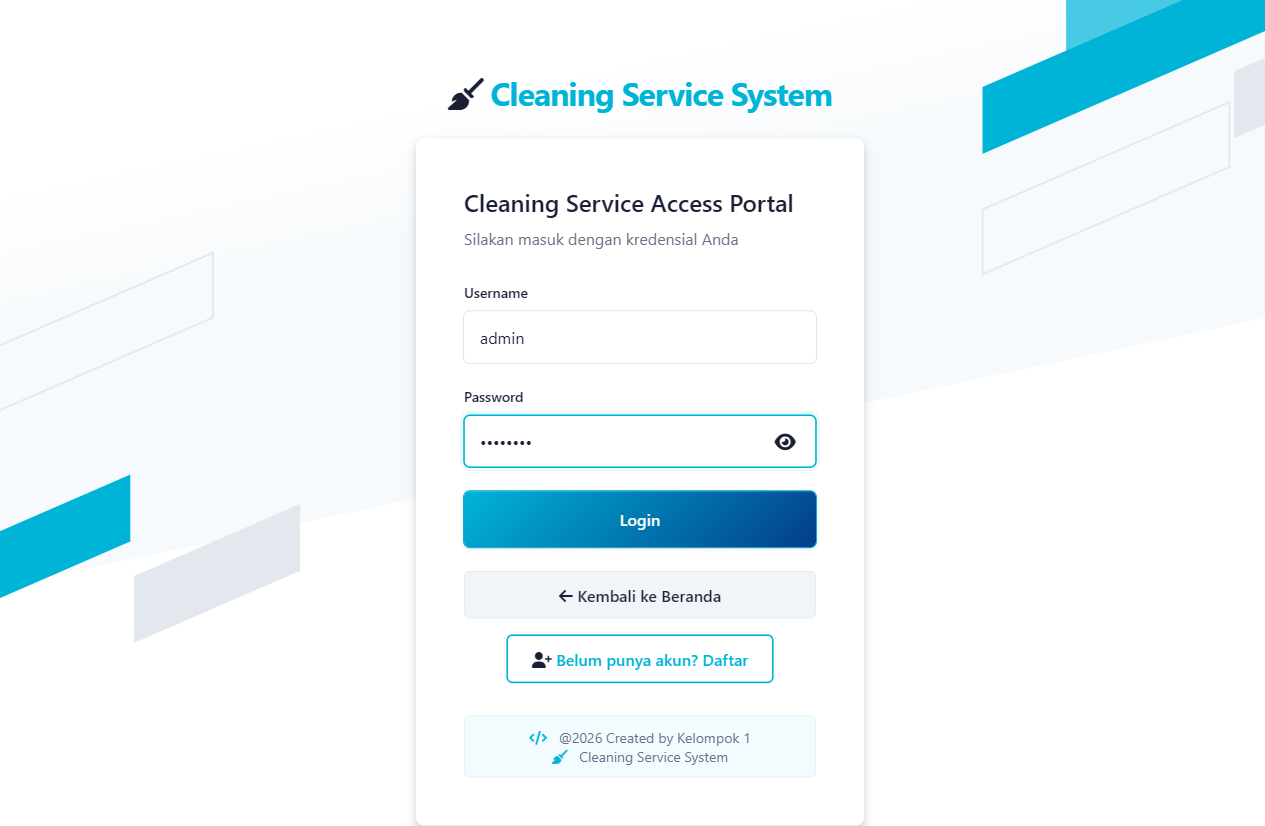 Cleaning Service System
Cleaning Service Access Portal
Silakan masuk dengan kredensial Anda
Username
admin
Password
••••••••
Login
Kembali ke Beranda
Belum punya akun? Daftar
@2026 Created by Kelompok 1
Cleaning Service System